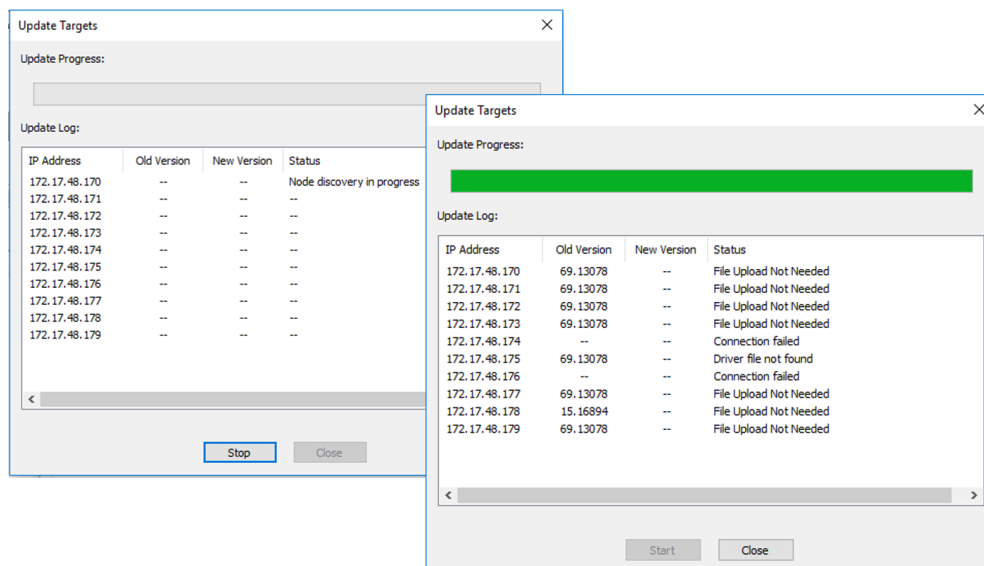 Update Targets
Update Progress:
Update Log:
IP Address Old Version New Version Status
172.17.48.170 -- -- Node discovery in progress
172.17.48.171 -- -- --
172.17.48.172 -- -- --
172.17.48.173 -- -- --
172.17.48.174 -- -- --
172.17.48.175 -- -- --
172.17.48.176 -- -- --
172.17.48.177 -- -- --
172.17.48.178 -- -- --
172.17.48.179 -- -- --
Stop Close
Update Targets
Update Progress:
Update Log:
IP Address Old Version New Version Status
172.17.48.170 69.13078 -- File Upload Not Needed
172.17.48.171 69.13078 -- File Upload Not Needed
172.17.48.172 69.13078 -- File Upload Not Needed
172.17.48.173 69.13078 -- File Upload Not Needed
172.17.48.174 -- -- Connection failed
172.17.48.175 69.13078 -- Driver file not found
172.17.48.176 -- -- Connection failed
172.17.48.177 69.13078 -- File Upload Not Needed
172.17.48.178 15.16894 -- File Upload Not Needed
172.17.48.179 69.13078 -- File Upload Not Needed
Start Close